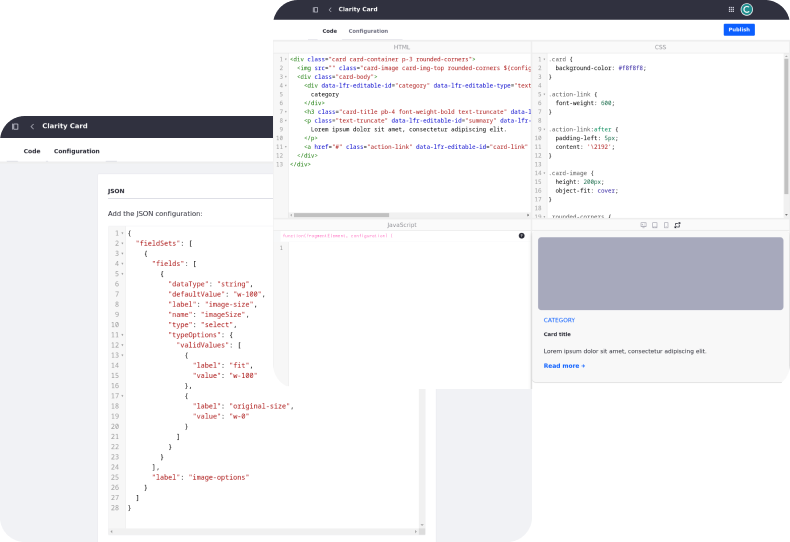 Clarity Card
C
Code
Configuration
Publish
HTML
1 <div class="card card-container p-3 rounded-corners">
2 <img src="" class="card-image card-img-top rounded-corners ${config
3 <div class="card-body">
4 <div data-lfr-editable-id="category" data-lfr-editable-type="text
5 category
6 </div>
7 <h3 class="card-title pb-4 font-weight-bold text-truncate" data-l
8 <p class="text-truncate" data-lfr-editable-id="summary" data-lfr-
9 Lorem ipsum dolor sit amet, consectetur adipiscing elit.
10 </p>
11 <a href="#" class="action-link" data-lfr-editable-id="card-link"
12 </div>
13 </div>
CSS
1 .card {
2 background-color: #f8f8f8;
3 }
4
5 .action-link {
6 font-weight: 600;
7 }
8
9 .action-link:after {
10 padding-left: 5px;
11 content: '\2192';
12 }
13
14 .card-image {
15 height: 200px;
16 object-fit: cover;
17 }
18
19 .rounded-corners {
JavaScript
function(fragmentElement, configuration) {
?
1
CATEGORY
Card title
Lorem ipsum dolor sit amet, consectetur adipiscing elit.
Read more →
Clarity Card
Code
Configuration
JSON
Add the JSON configuration:
1 {
2 "fieldSets": [
3 {
4 "fields": [
5 {
6 "dataType": "string",
7 "defaultValue": "w-100",
8 "label": "image-size",
9 "name": "imageSize",
10 "type": "select",
11 "typeOptions": {
12 "validValues": [
13 {
14 "label": "fit",
15 "value": "w-100"
16 },
17 {
18 "label": "original-size",
19 "value": "w-0"
20 }
21 ]
22 }
23 }
24 ],
25 "label": "image-options"
26 }
27 ]
28 }